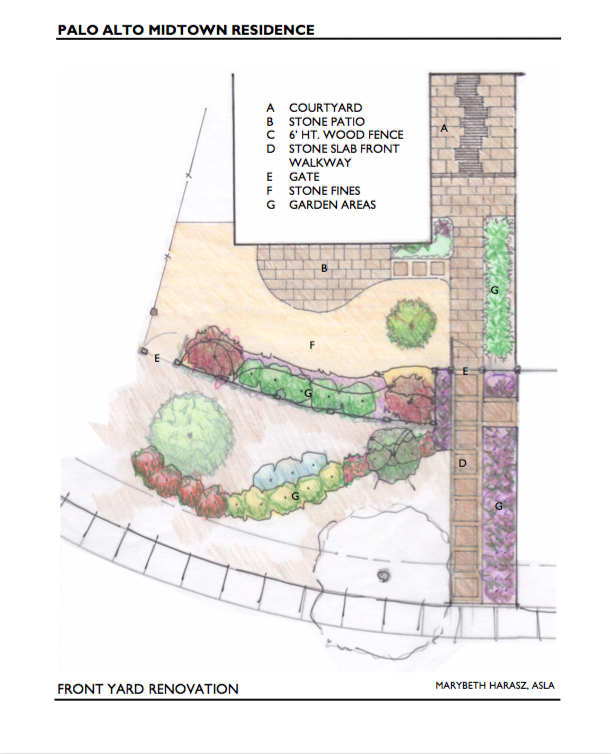 PALO ALTO MIDTOWN RESIDENCE
A COURTYARD
B STONE PATIO
C 6' HT. WOOD FENCE
D STONE SLAB FRONT
WALKWAY
E GATE
F STONE FINES
G GARDEN AREAS
A
B
G
F
E
E
G
D
G
G
FRONT YARD RENOVATION
MARYBETH HARASZ, ASLA